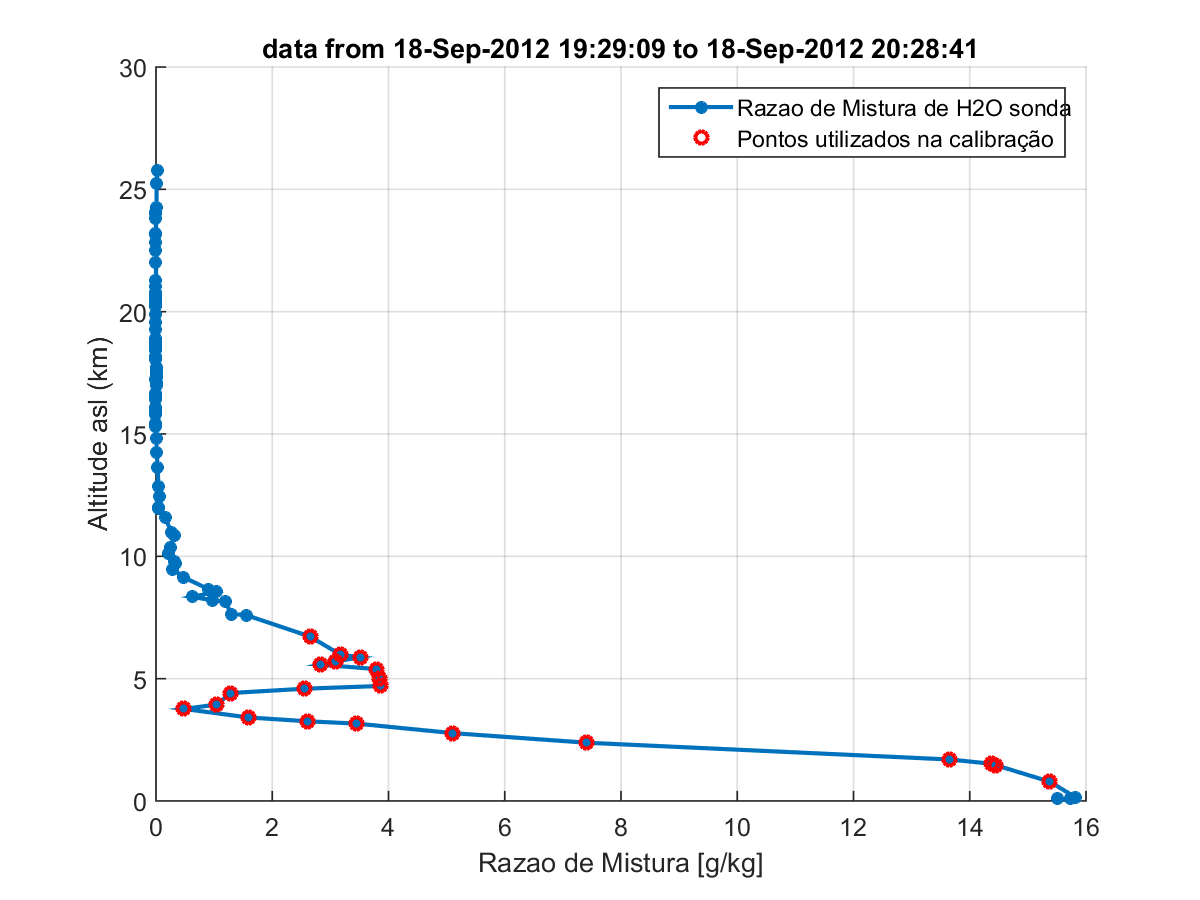 data from 18-Sep-2012 19:29:09 to 18-Sep-2012 20:28:41
Razao de Mistura de H2O sonda
Pontos utilizados na calibração
Altitude asl (km)
30
25
20
15
10
5
0
0 2 4 6 8 10 12 14 16
Razao de Mistura [g/kg]